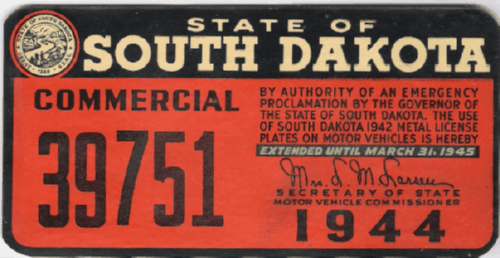 STATE OF
SOUTH DAKOTA
COMMERCIAL
39751
BY AUTHORITY OF AN EMERGENCY
PROCLAMATION BY THE GOVERNOR OF
THE STATE OF SOUTH DAKOTA. THE USE
OF SOUTH DAKOTA 1942 METAL LICENSE
PLATES ON MOTOR VEHICLES IS HEREBY
EXTENDED UNTIL MARCH 31, 1945
Mrs. L. M. Larsen
SECRETARY OF STATE
MOTOR VEHICLE COMMISSIONER
1944